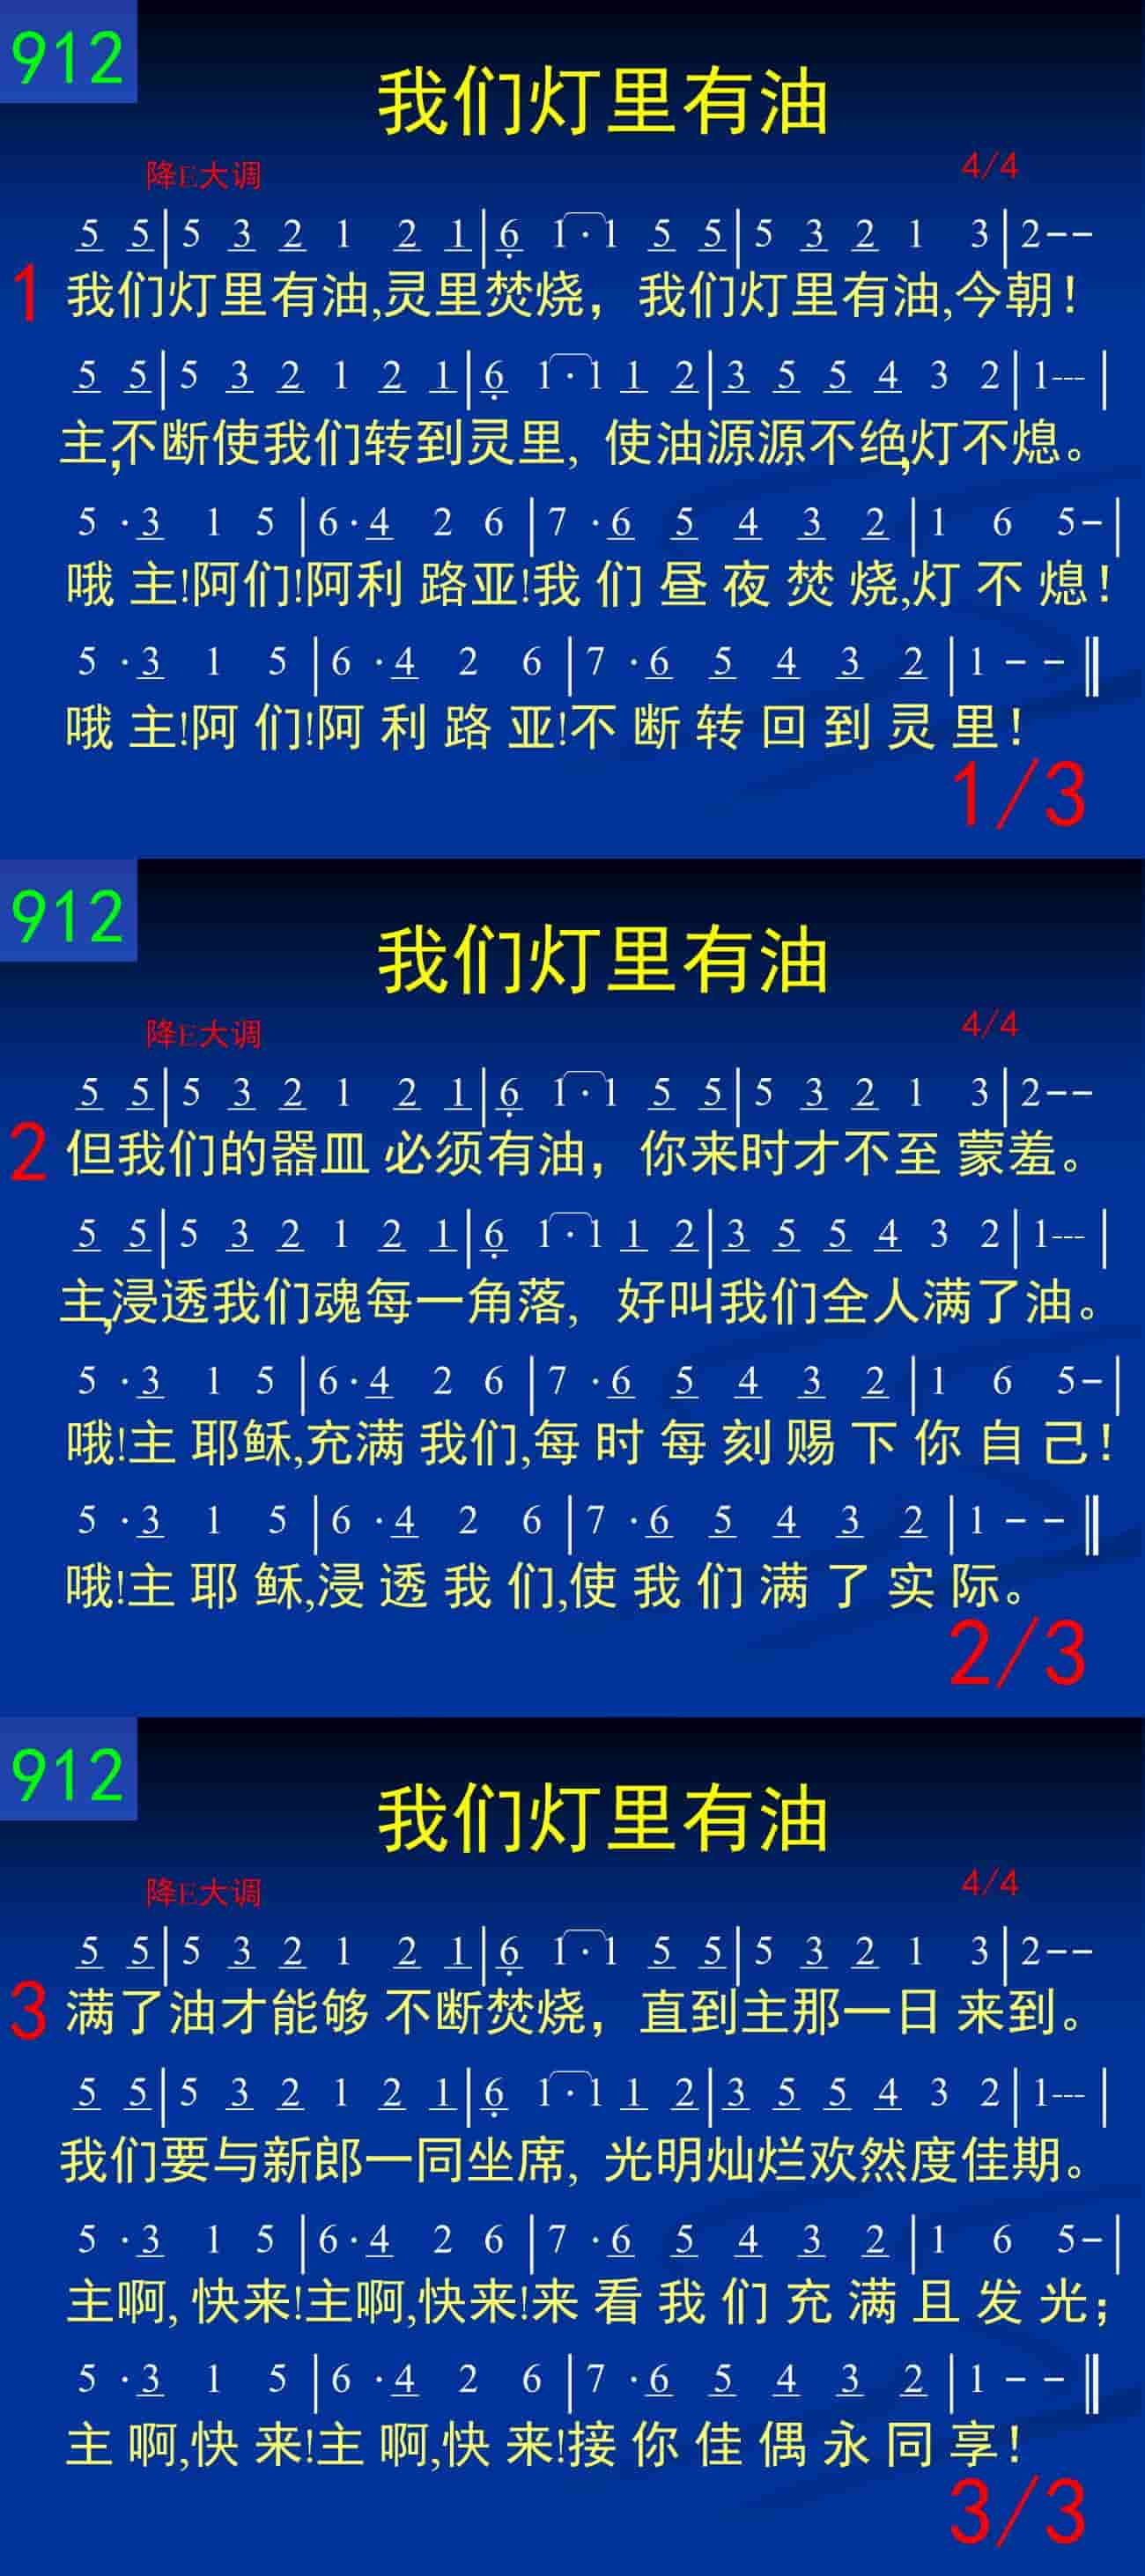 912
我们灯里有油
降E大调 4/4
5 5|5 3 2 1 2 1|6 1·1 5 5|5 3 2 1 3|2--
1 我们灯里有油,灵里焚烧，我们灯里有油,今朝！
5 5|5 3 2 1 2 1|6 1·1 1 2|3 5 5 4 3 2|1---|
主,不断使我们转到灵里，使油源源不绝,灯不熄。
5·3 1 5|6·4 2 6|7·6 5 4 3 2|1 6 5-|
哦 主!阿们!阿利 路亚!我 们 昼 夜 焚 烧,灯 不 熄！
5·3 1 5|6·4 2 6|7·6 5 4 3 2|1 - -‖
哦 主!阿 们!阿 利 路 亚!不 断 转 回 到 灵 里！
1/3
912
我们灯里有油
降E大调 4/4
5 5|5 3 2 1 2 1|6 1·1 5 5|5 3 2 1 3|2--
2 但我们的器皿 必须有油，你来时才不至 蒙羞。
5 5|5 3 2 1 2 1|6 1·1 1 2|3 5 5 4 3 2|1---|
主,浸透我们魂每一角落，好叫我们全人满了油。
5·3 1 5|6·4 2 6|7·6 5 4 3 2|1 6 5-|
哦!主 耶稣,充满 我们,每 时 每 刻 赐 下 你 自 己！
5·3 1 5|6·4 2 6|7·6 5 4 3 2|1 - -‖
哦!主 耶 稣,浸 透 我 们,使 我 们 满 了 实 际。
2/3
912
我们灯里有油
降E大调 4/4
5 5|5 3 2 1 2 1|6 1·1 5 5|5 3 2 1 3|2--
3 满了油才能够 不断焚烧，直到主那一日 来到。
5 5|5 3 2 1 2 1|6 1·1 1 2|3 5 5 4 3 2|1---|
我们要与新郎一同坐席，光明灿烂欢然度佳期。
5·3 1 5|6·4 2 6|7·6 5 4 3 2|1 6 5-|
主啊, 快来!主啊,快来!来 看 我 们 充 满 且 发 光；
5·3 1 5|6·4 2 6|7·6 5 4 3 2|1 - -‖
主 啊,快 来!主 啊,快 来!接 你 佳 偶 永 同 享！
3/3